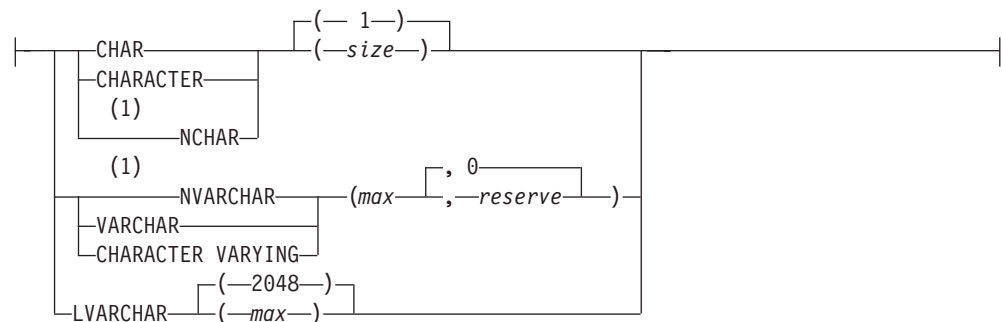 ( 1 )
CHAR ( size )
CHARACTER
(1)
NCHAR
(1) , 0
NVARCHAR (max , reserve )
VARCHAR
CHARACTER VARYING
( 2048 )
LVARCHAR ( max )